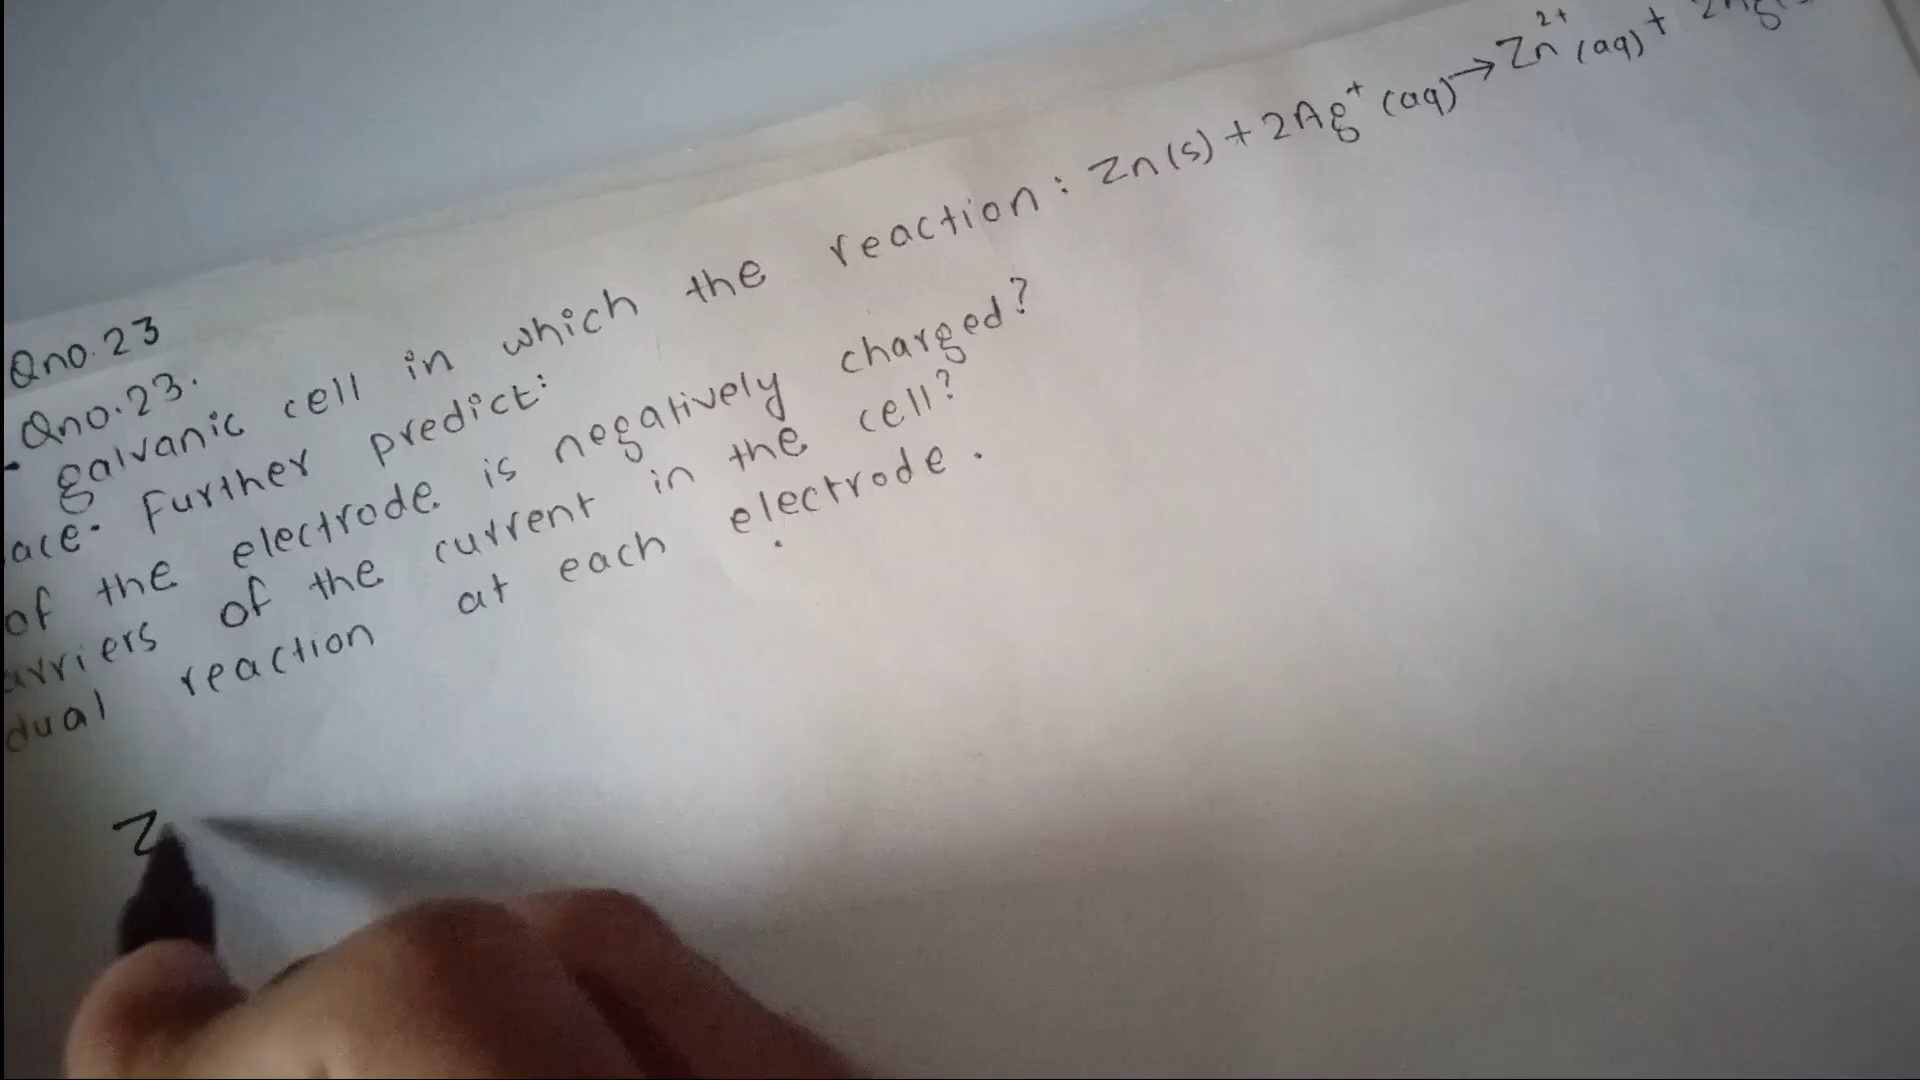 Qno.23
Qno.23.
galvanic cell in which the reaction: Zn(s) + 2Ag⁺(aq) → Zn²⁺(aq) +
ace. Further predict:
of the electrode is negatively charged?
arriers of the current in the cell?
dual reaction at each electrode.
Z